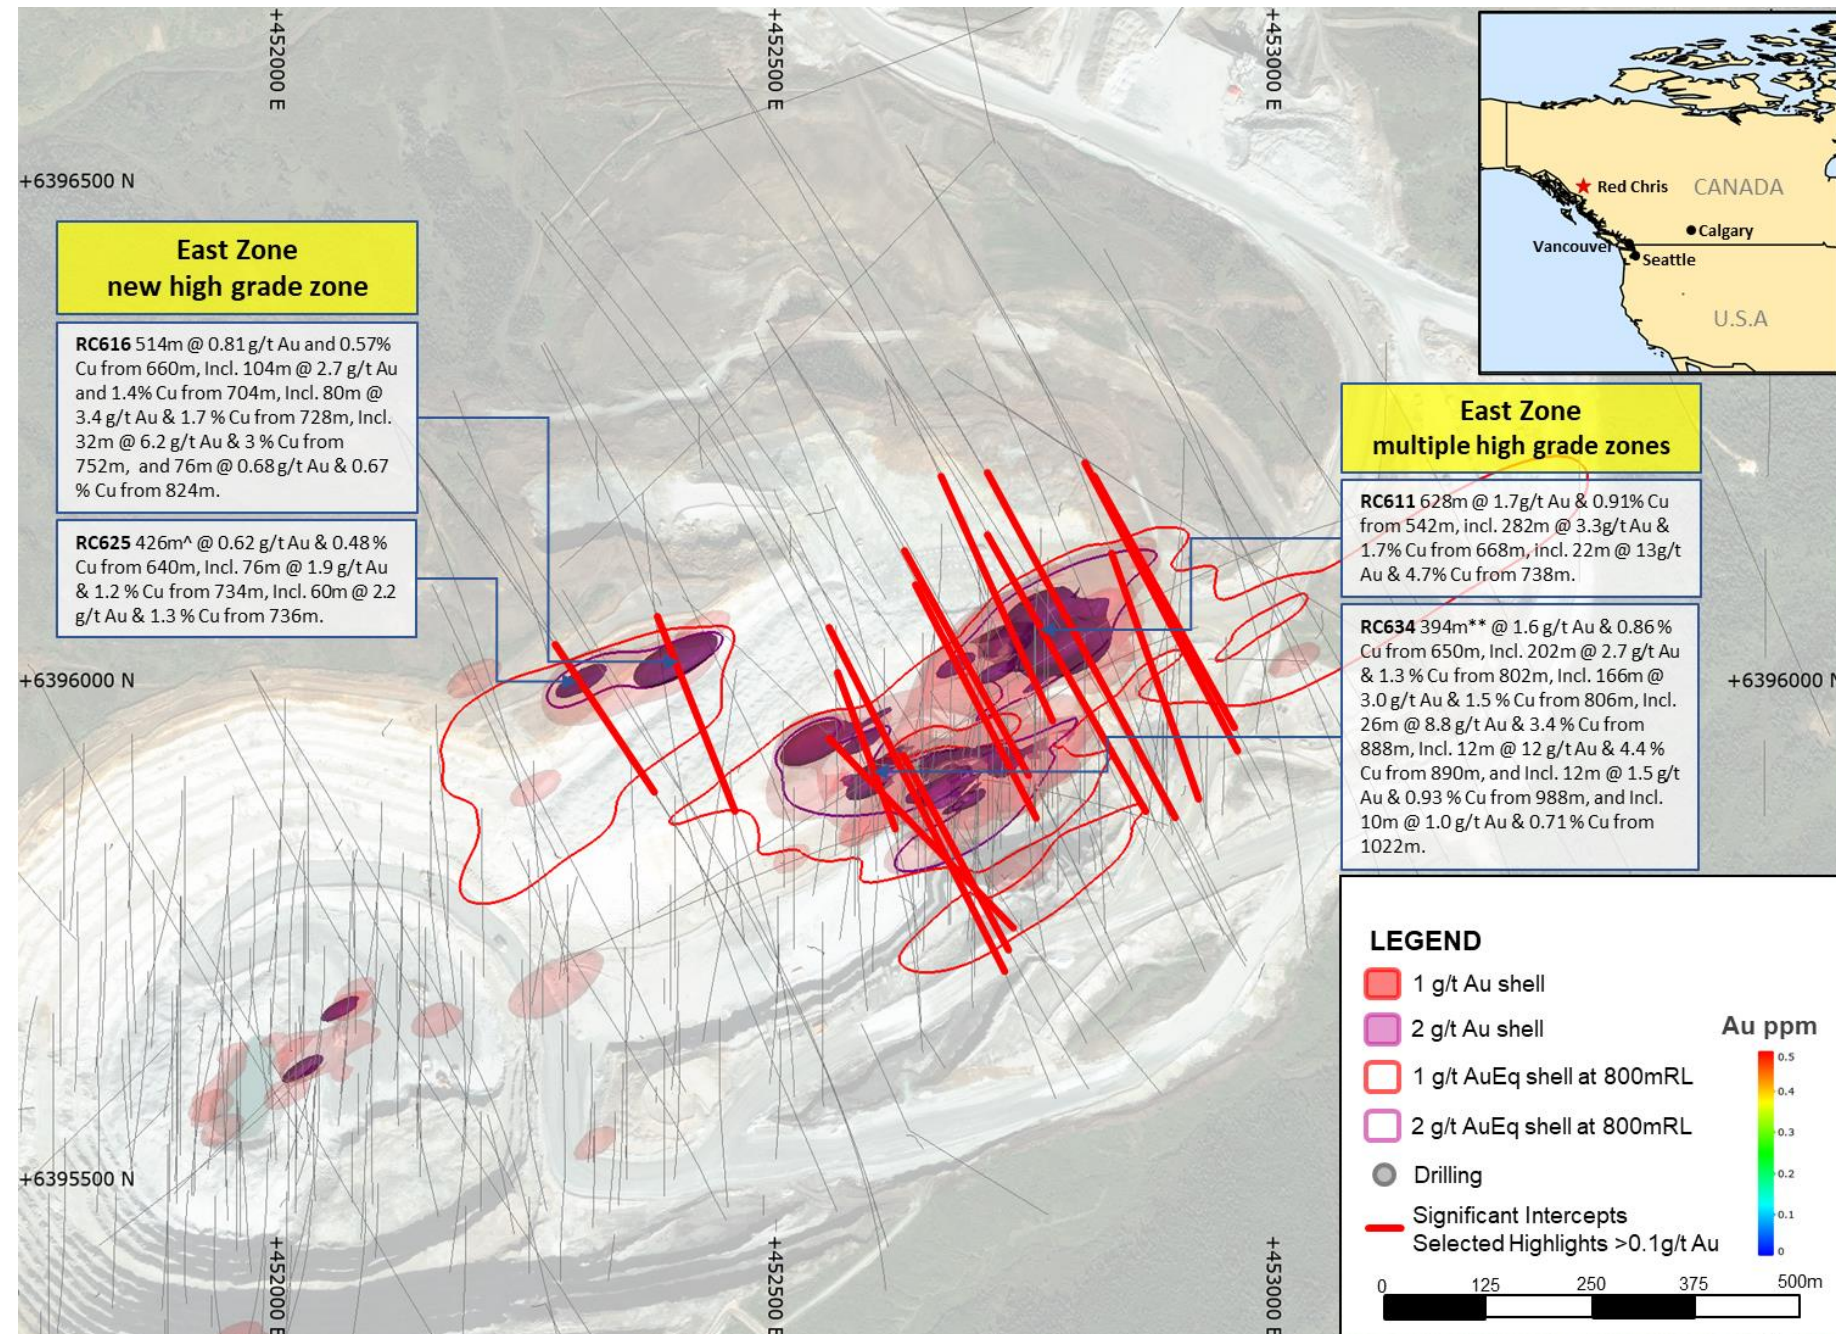 +452000 E
+452500 E
+453000 E
+6396500 N
Red Chris
CANADA
Calgary
Vancouver
Seattle
U.S.A
East Zone
new high grade zone
RC616 514m @ 0.81 g/t Au and 0.57%
Cu from 660m, Incl. 104m @ 2.7 g/t Au
and 1.4% Cu from 704m, Incl. 80m @
3.4 g/t Au & 1.7 % Cu from 728m, Incl.
32m @ 6.2 g/t Au & 3 % Cu from
752m, and 76m @ 0.68 g/t Au & 0.67
% Cu from 824m.
RC625 426m^ @ 0.62 g/t Au & 0.48 %
Cu from 640m, Incl. 76m @ 1.9 g/t Au
& 1.2 % Cu from 734m, Incl. 60m @ 2.2
g/t Au & 1.3 % Cu from 736m.
East Zone
multiple high grade zones
RC611 628m @ 1.7g/t Au & 0.91% Cu
from 542m, incl. 282m @ 3.3g/t Au &
1.7% Cu from 668m, incl. 22m @ 13g/t
Au & 4.7% Cu from 738m.
RC634 394m** @ 1.6 g/t Au & 0.86 %
Cu from 650m, Incl. 202m @ 2.7 g/t Au
& 1.3 % Cu from 802m, Incl. 166m @
3.0 g/t Au & 1.5 % Cu from 806m, Incl.
26m @ 8.8 g/t Au & 3.4 % Cu from
888m, Incl. 12m @ 12 g/t Au & 4.4 %
Cu from 890m, and Incl. 12m @ 1.5 g/t
Au & 0.93 % Cu from 988m, and Incl.
10m @ 1.0 g/t Au & 0.71 % Cu from
1022m.
+6396000 N
+6396000 N
+6395500 N
+452000 E
+452500 E
+453000 E
LEGEND
1 g/t Au shell
2 g/t Au shell
1 g/t AuEq shell at 800mRL
2 g/t AuEq shell at 800mRL
Drilling
Significant Intercepts
Selected Highlights >0.1g/t Au
Au ppm
0.5
0.4
0.3
0.2
0.1
0
0 125 250 375 500m